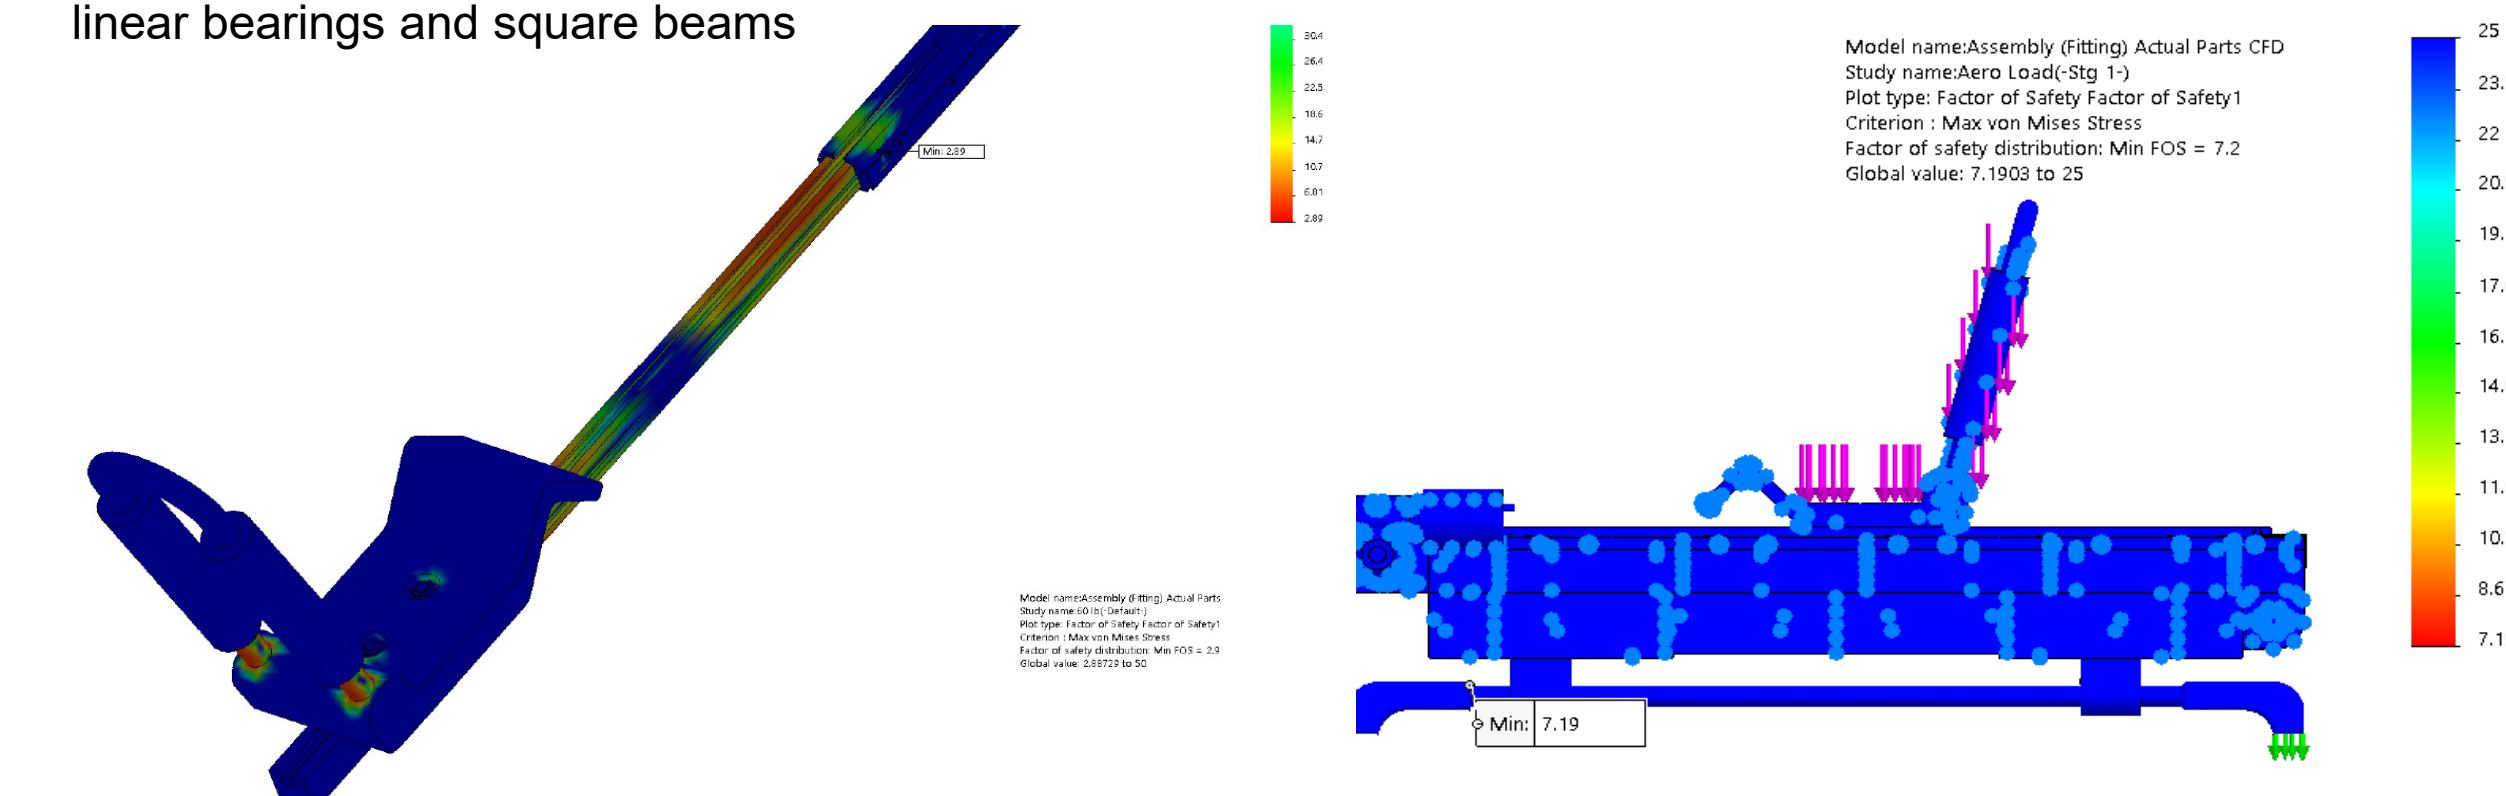 linear bearings and square beams
30.4
26.4
22.5
18.6
14.7
10.7
6.81
2.89
Min: 2.89
Model name:Assembly (Fitting) Actual Parts
Study name:60 lb(-Default-)
Plot type: Factor of Safety Factor of Safety1
Criterion : Max von Mises Stress
Factor of safety distribution: Min FOS = 2.9
Global value: 2.88729 to 50
Model name:Assembly (Fitting) Actual Parts CFD
Study name:Aero Load(-Stg 1-)
Plot type: Factor of Safety Factor of Safety1
Criterion : Max von Mises Stress
Factor of safety distribution: Min FOS = 7.2
Global value: 7.1903 to 25
Min: 7.19
25
23.
22
20.
19.
17.
16.
14.
13.
11.
10.
8.6
7.1